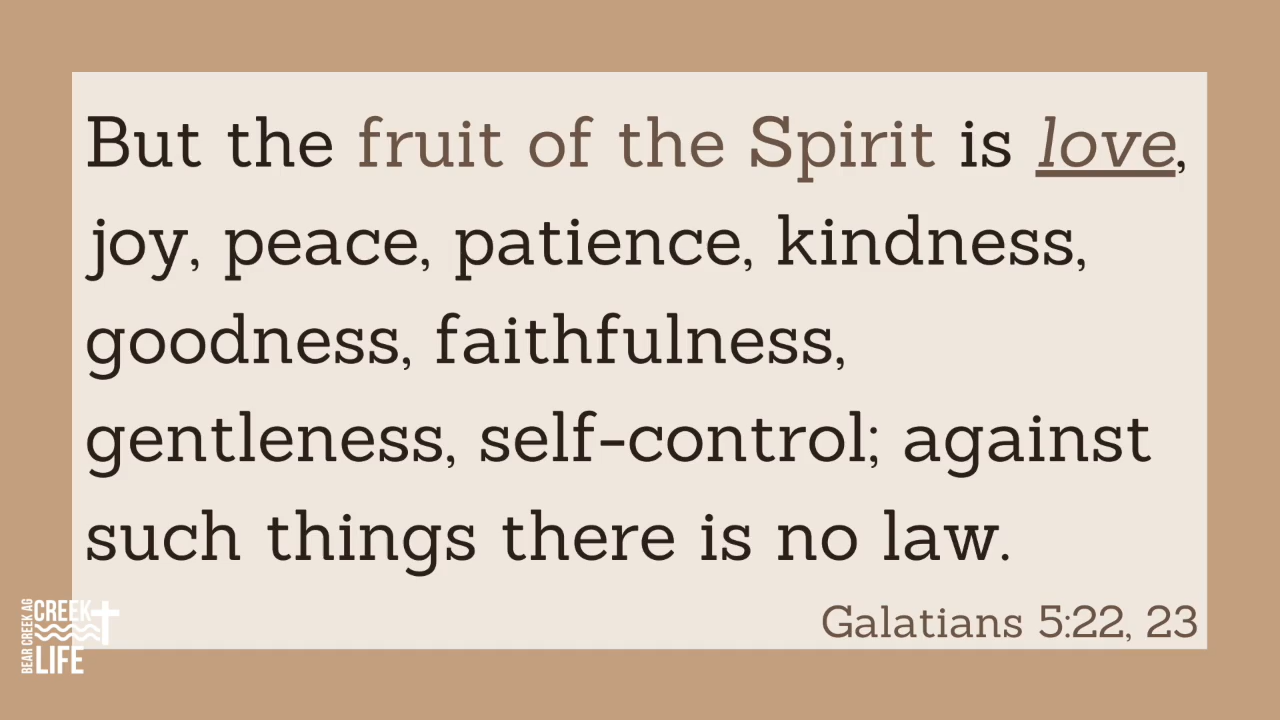 But the fruit of the Spirit is love,
joy, peace, patience, kindness,
goodness, faithfulness,
gentleness, self-control; against
such things there is no law.
Galatians 5:22, 23
BEAR CREEK AG
CREEK
LIFE